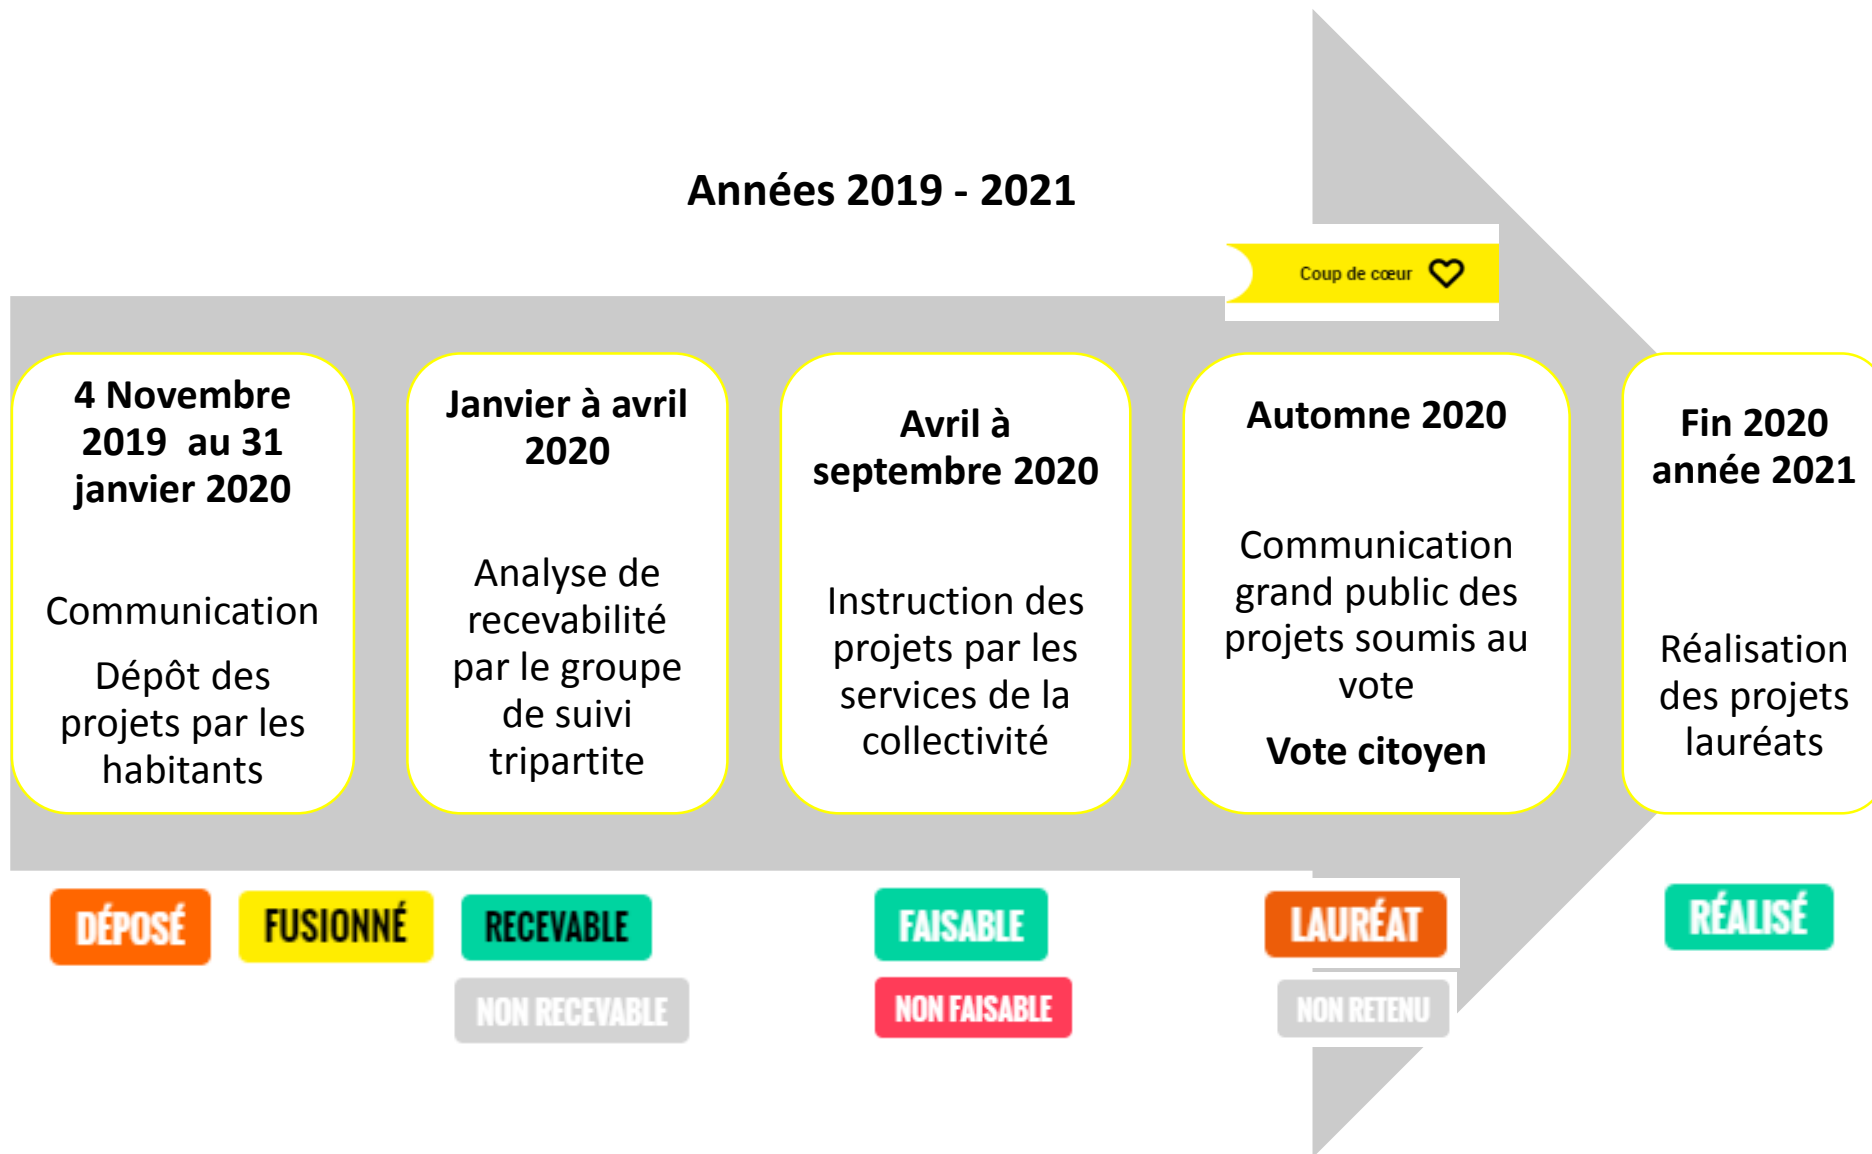 Années 2019 - 2021
Coup de cœur
4 Novembre
2019 au 31
janvier 2020
Communication
Dépôt des
projets par les
habitants
Janvier à avril
2020
Analyse de
recevabilité
par le groupe
de suivi
tripartite
Avril à
septembre 2020
Instruction des
projets par les
services de la
collectivité
Automne 2020
Communication
grand public des
projets soumis au
vote
Vote citoyen
Fin 2020
année 2021
Réalisation
des projets
lauréats
DÉPOSÉ
FUSIONNÉ
RECEVABLE
NON RECEVABLE
FAISABLE
NON FAISABLE
LAURÉAT
NON RETENU
RÉALISÉ